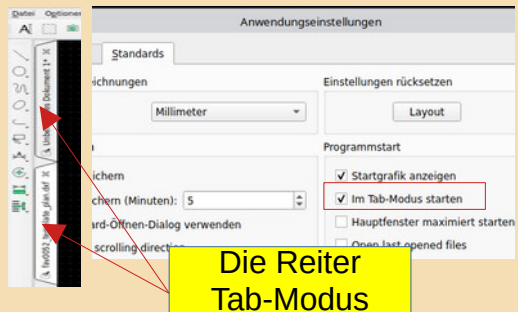 Datei Optionen
Unbenanntes Dokument 1*
fav0052_template_plan.dxf
Anwendungseinstellungen
Standards
ichnungen
Einstellungen rücksetzen
Millimeter
Layout
Programmstart
ichern
Startgrafik anzeigen
chern (Minuten): 5
Im Tab-Modus starten
ard-Öffnen-Dialog verwenden
Hauptfenster maximiert starten
scrolling direction
Open last opened files
Die Reiter
Tab-Modus